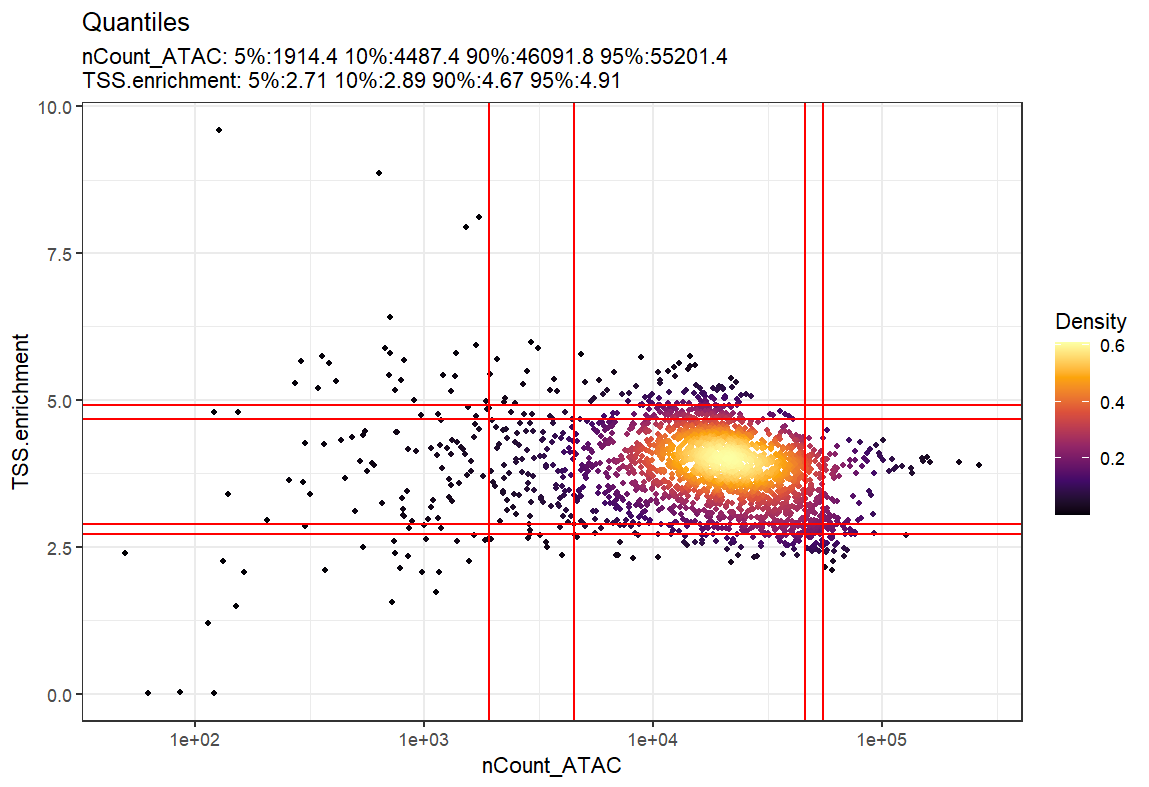 Quantiles
nCount_ATAC: 5%:1914.4 10%:4487.4 90%:46091.8 95%:55201.4
TSS.enrichment: 5%:2.71 10%:2.89 90%:4.67 95%:4.91
TSS.enrichment
10.0
7.5
5.0
2.5
0.0
1e+02 1e+03 1e+04 1e+05
nCount_ATAC
Density
0.6
0.4
0.2